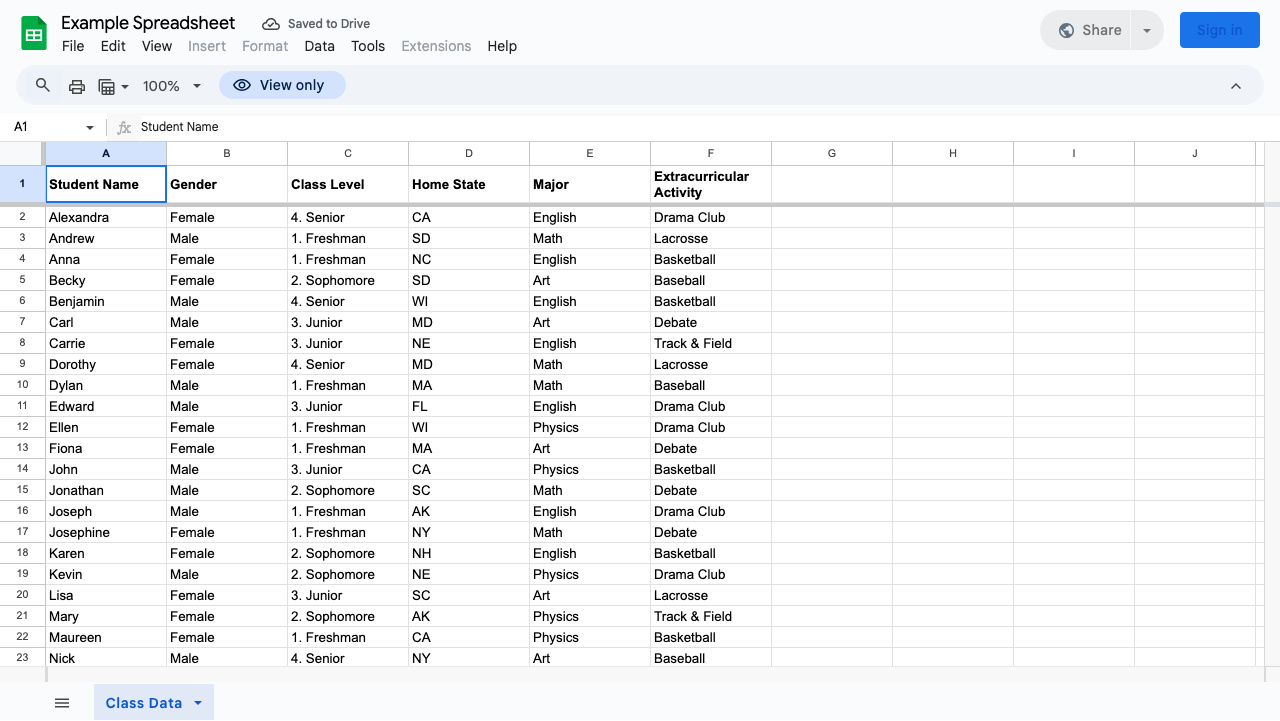 Example Spreadsheet Saved to Drive
File Edit View Insert Format Data Tools Extensions Help
Share Sign in
100% View only
A1 fx Student Name
A B C D E F G H I J
1 Student Name Gender Class Level Home State Major Extracurricular Activity
2 Alexandra Female 4. Senior CA English Drama Club
3 Andrew Male 1. Freshman SD Math Lacrosse
4 Anna Female 1. Freshman NC English Basketball
5 Becky Female 2. Sophomore SD Art Baseball
6 Benjamin Male 4. Senior WI English Basketball
7 Carl Male 3. Junior MD Art Debate
8 Carrie Female 3. Junior NE English Track & Field
9 Dorothy Female 4. Senior MD Math Lacrosse
10 Dylan Male 1. Freshman MA Math Baseball
11 Edward Male 3. Junior FL English Drama Club
12 Ellen Female 1. Freshman WI Physics Drama Club
13 Fiona Female 1. Freshman MA Art Debate
14 John Male 3. Junior CA Physics Basketball
15 Jonathan Male 2. Sophomore SC Math Debate
16 Joseph Male 1. Freshman AK English Drama Club
17 Josephine Female 1. Freshman NY Math Debate
18 Karen Female 2. Sophomore NH English Basketball
19 Kevin Male 2. Sophomore NE Physics Drama Club
20 Lisa Female 3. Junior SC Art Lacrosse
21 Mary Female 2. Sophomore AK Physics Track & Field
22 Maureen Female 1. Freshman CA Physics Basketball
23 Nick Male 4. Senior NY Art Baseball
Class Data